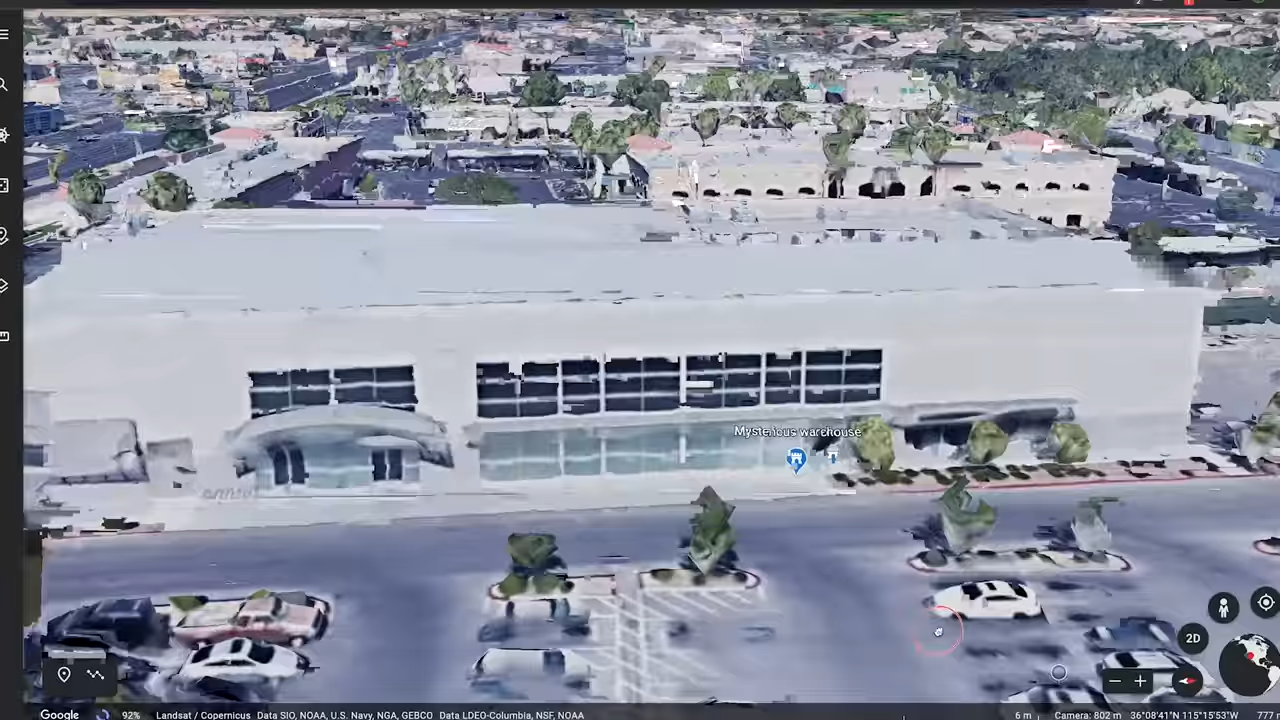 Mysterious warehouse
2D
Google
92%
Landsat / Copernicus Data SIO, NOAA, U.S. Navy, NGA, GEBCO Data LDEO-Columbia, NSF, NOAA
6 m
Camera: 802 m
36°08'41"N 115°15'53"W
777